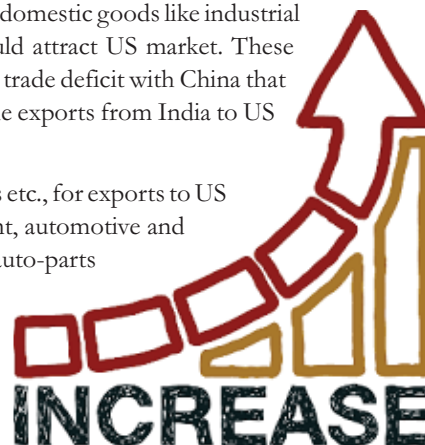 domestic goods like industrial
uld attract US market. These
trade deficit with China that
e exports from India to US
s etc., for exports to US
nt, automotive and
auto-parts
INCREASE